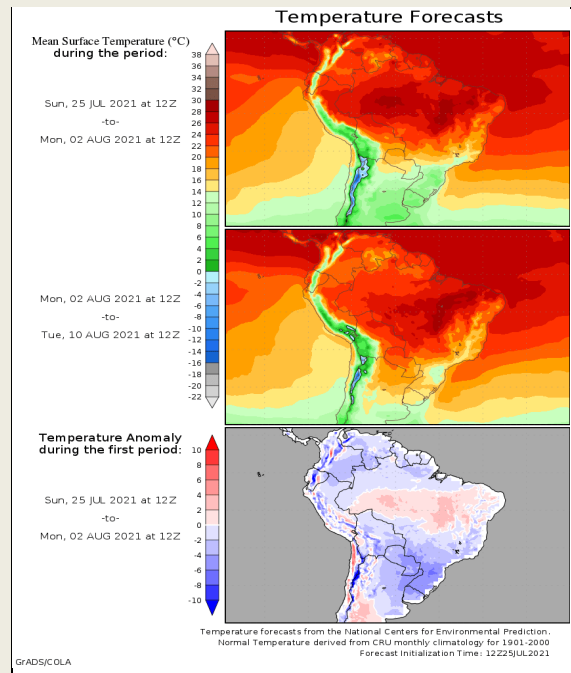 Temperature Forecasts
Mean Surface Temperature (°C)
during the period:
Sun, 25 JUL 2021 at 12Z
-to-
Mon, 02 AUG 2021 at 12Z
38
36
34
32
30
28
26
24
22
20
18
16
14
12
10
8
6
4
2
0
-2
-4
-6
-8
-10
-12
-14
-16
-18
-20
-22
Mon, 02 AUG 2021 at 12Z
-to-
Tue, 10 AUG 2021 at 12Z
Temperature Anomaly
during the first period:
Sun, 25 JUL 2021 at 12Z
-to-
Mon, 02 AUG 2021 at 12Z
10
8
6
4
2
0
-2
-4
-6
-8
-10
Temperature forecasts from the National Centers for Environmental Prediction.
Normal Temperature derived from CRU monthly climatology for 1901-2000
Forecast Initialization Time: 12Z25JUL2021
GrADS/COLA